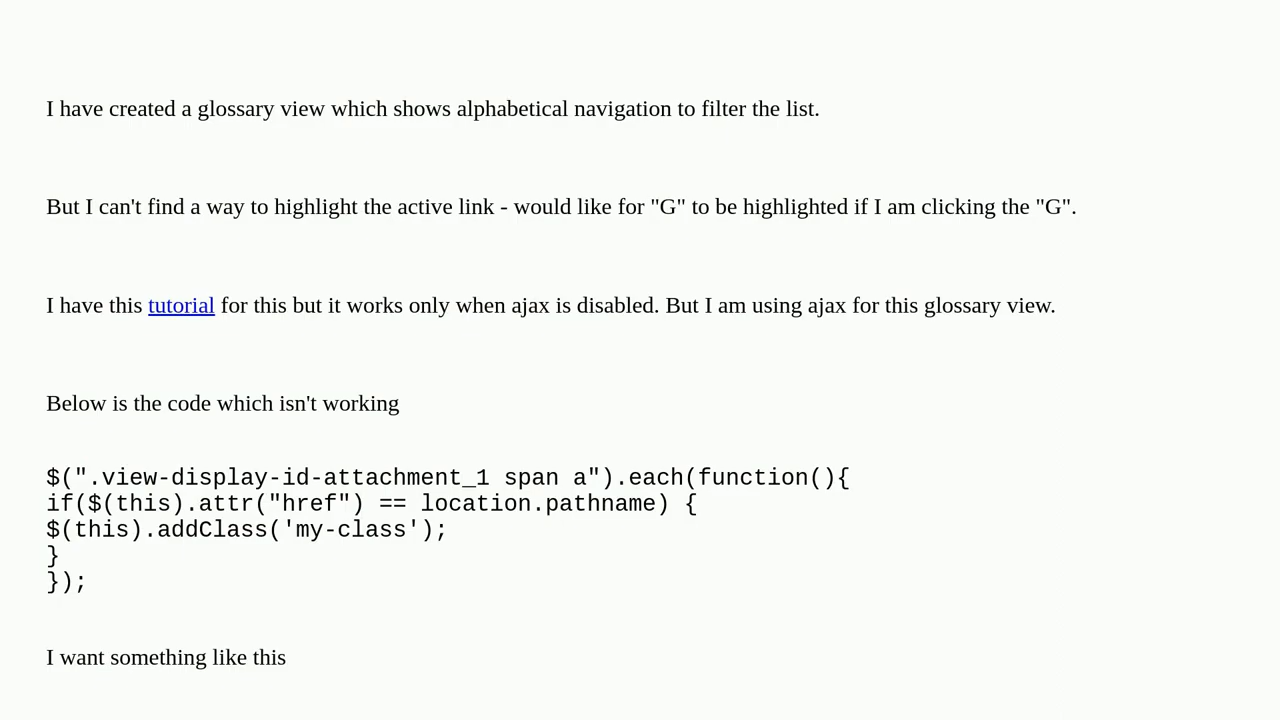 I have created a glossary view which shows alphabetical navigation to filter the list.
But I can't find a way to highlight the active link - would like for "G" to be highlighted if I am clicking the "G".
I have this tutorial for this but it works only when ajax is disabled. But I am using ajax for this glossary view.
Below is the code which isn't working
$(".view-display-id-attachment_1 span a").each(function(){
if($(this).attr("href") == location.pathname) {
$(this).addClass('my-class');
}
});
I want something like this